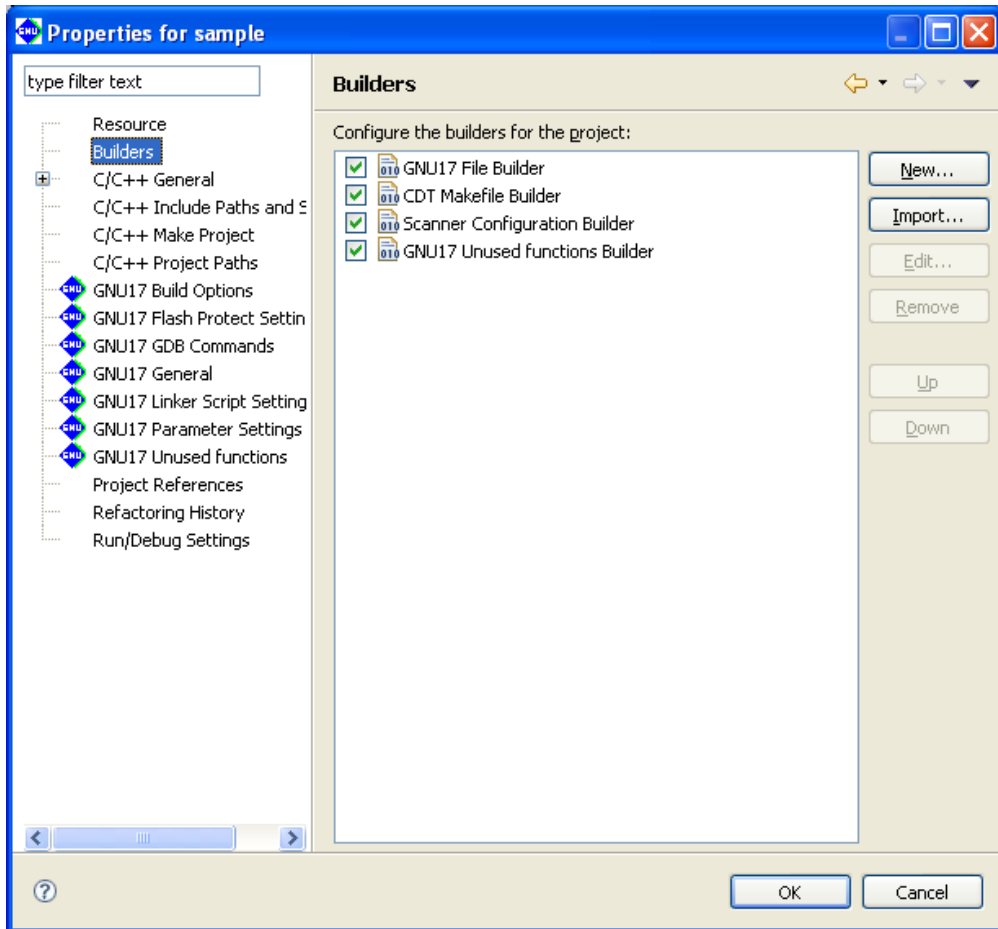 Properties for sample
type filter text
Resource
Builders
C/C++ General
C/C++ Include Paths and S
C/C++ Make Project
C/C++ Project Paths
GNU17 Build Options
GNU17 Flash Protect Settin
GNU17 GDB Commands
GNU17 General
GNU17 Linker Script Setting
GNU17 Parameter Settings
GNU17 Unused functions
Project References
Refactoring History
Run/Debug Settings
Builders
Configure the builders for the project:
GNU17 File Builder
CDT Makefile Builder
Scanner Configuration Builder
GNU17 Unused functions Builder
New...
Import...
Edit...
Remove
Up
Down
OK
Cancel